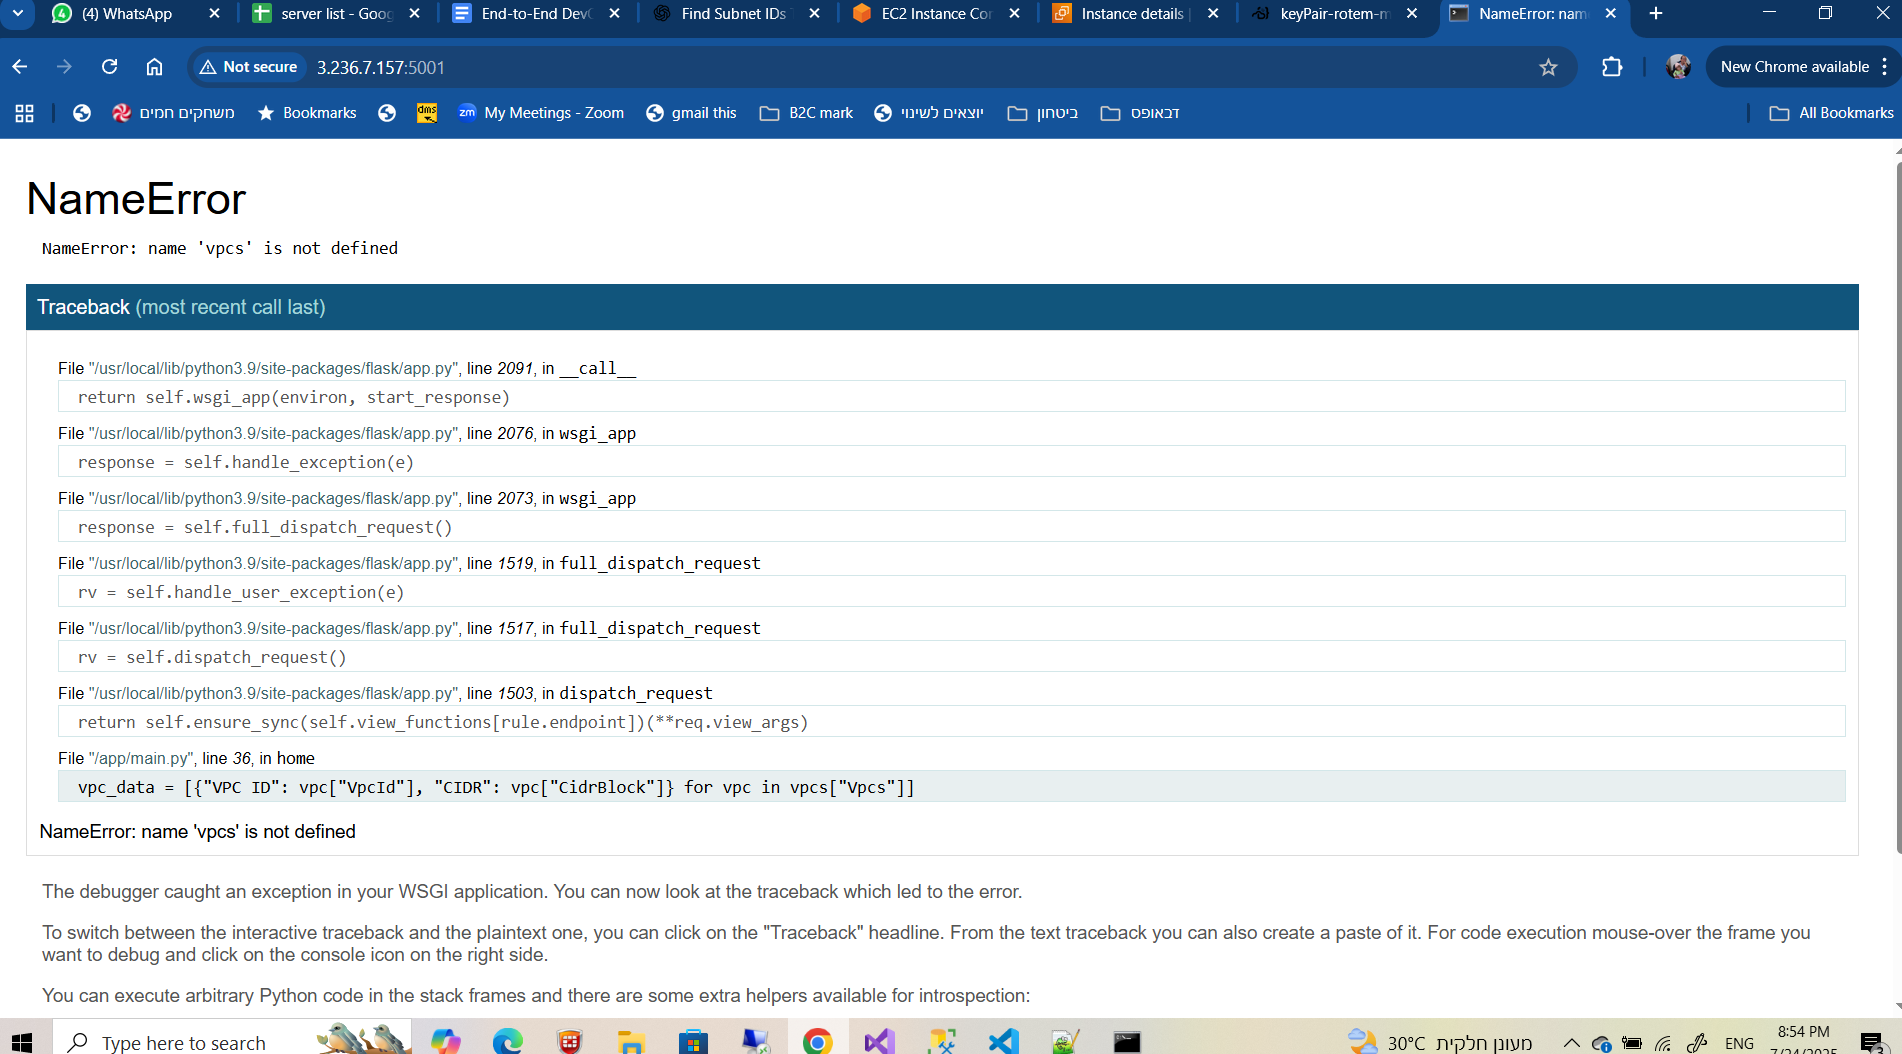 (4) WhatsApp
server list - Goog
End-to-End Dev
Find Subnet IDs
EC2 Instance Co
Instance details
keyPair-rotem-m
NameError: nam
Not secure
3.236.7.157:5001
New Chrome available
משחקים חמים
Bookmarks
dms
zm
My Meetings - Zoom
gmail this
B2C mark
יוצאים לשינוי
ביטחון
דבאופס
All Bookmarks
NameError
NameError: name 'vpcs' is not defined
Traceback (most recent call last)
File "/usr/local/lib/python3.9/site-packages/flask/app.py", line 2091, in __call__
return self.wsgi_app(environ, start_response)
File "/usr/local/lib/python3.9/site-packages/flask/app.py", line 2076, in wsgi_app
response = self.handle_exception(e)
File "/usr/local/lib/python3.9/site-packages/flask/app.py", line 2073, in wsgi_app
response = self.full_dispatch_request()
File "/usr/local/lib/python3.9/site-packages/flask/app.py", line 1519, in full_dispatch_request
rv = self.handle_user_exception(e)
File "/usr/local/lib/python3.9/site-packages/flask/app.py", line 1517, in full_dispatch_request
rv = self.dispatch_request()
File "/usr/local/lib/python3.9/site-packages/flask/app.py", line 1503, in dispatch_request
return self.ensure_sync(self.view_functions[rule.endpoint])(**req.view_args)
File "/app/main.py", line 36, in home
vpc_data = [{"VPC ID": vpc["VpcId"], "CIDR": vpc["CidrBlock"]} for vpc in vpcs["Vpcs"]]
NameError: name 'vpcs' is not defined
The debugger caught an exception in your WSGI application. You can now look at the traceback which led to the error.
To switch between the interactive traceback and the plaintext one, you can click on the "Traceback" headline. From the text traceback you can also create a paste of it. For code execution mouse-over the frame you
want to debug and click on the console icon on the right side.
You can execute arbitrary Python code in the stack frames and there are some extra helpers available for introspection:
Type here to search
30°C מעונן חלקית
ENG
8:54 PM